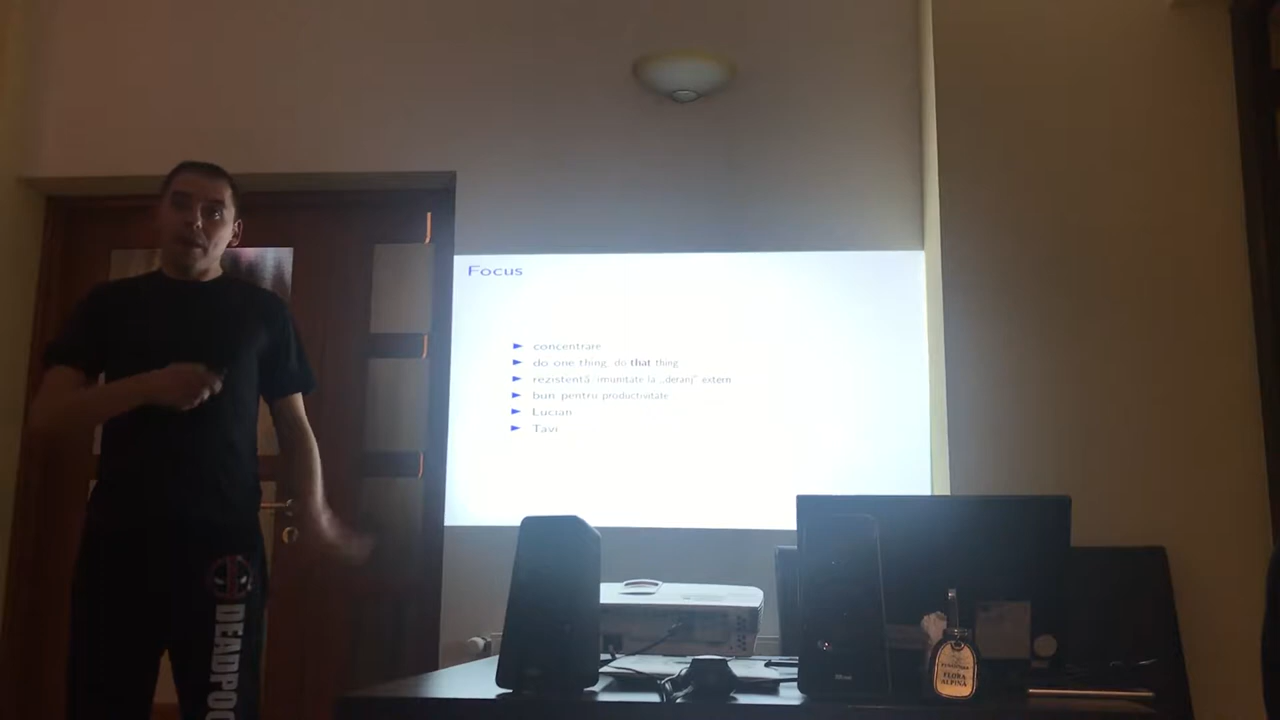 Focus
concentrare
do one thing, do that thing
rezistență, imunitate la „deranj” extern
bun pentru productivitate
Lucian
Tavi
DEADPOO
FLORA
ALPINA